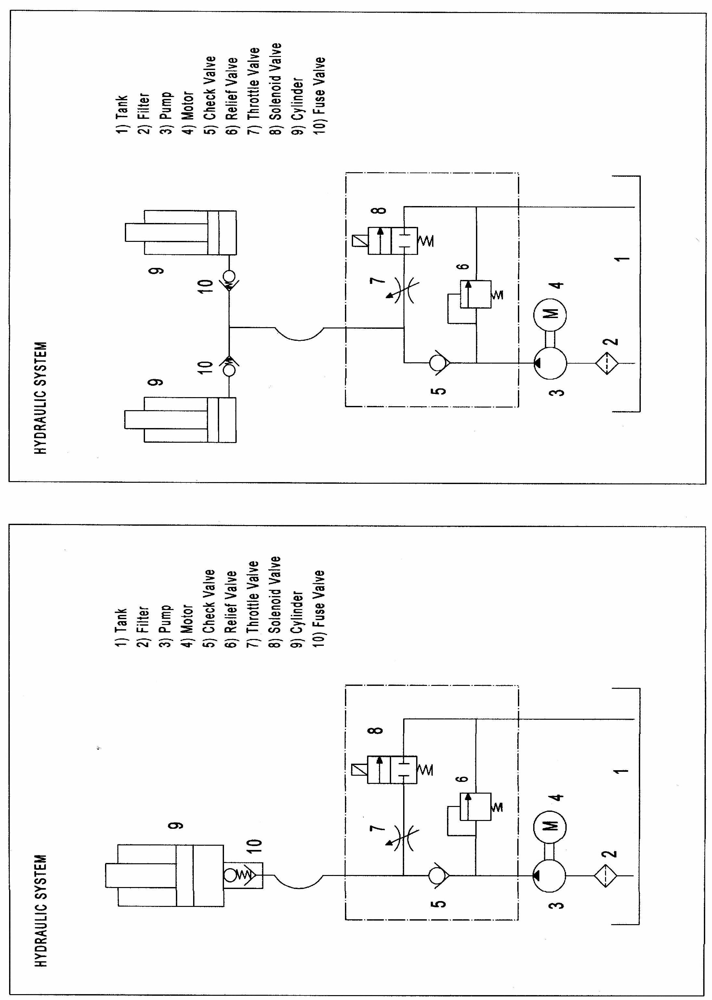 HYDRAULIC SYSTEM
1) Tank
2) Filter
3) Pump
4) Motor
5) Check Valve
6) Relief Valve
7) Throttle Valve
8) Solenoid Valve
9) Cylinder
10) Fuse Valve
9
10
8
7
6
5
M
4
3
2
1
HYDRAULIC SYSTEM
1) Tank
2) Filter
3) Pump
4) Motor
5) Check Valve
6) Relief Valve
7) Throttle Valve
8) Solenoid Valve
9) Cylinder
10) Fuse Valve
9
9
10
10
8
7
6
5
M
4
3
2
1